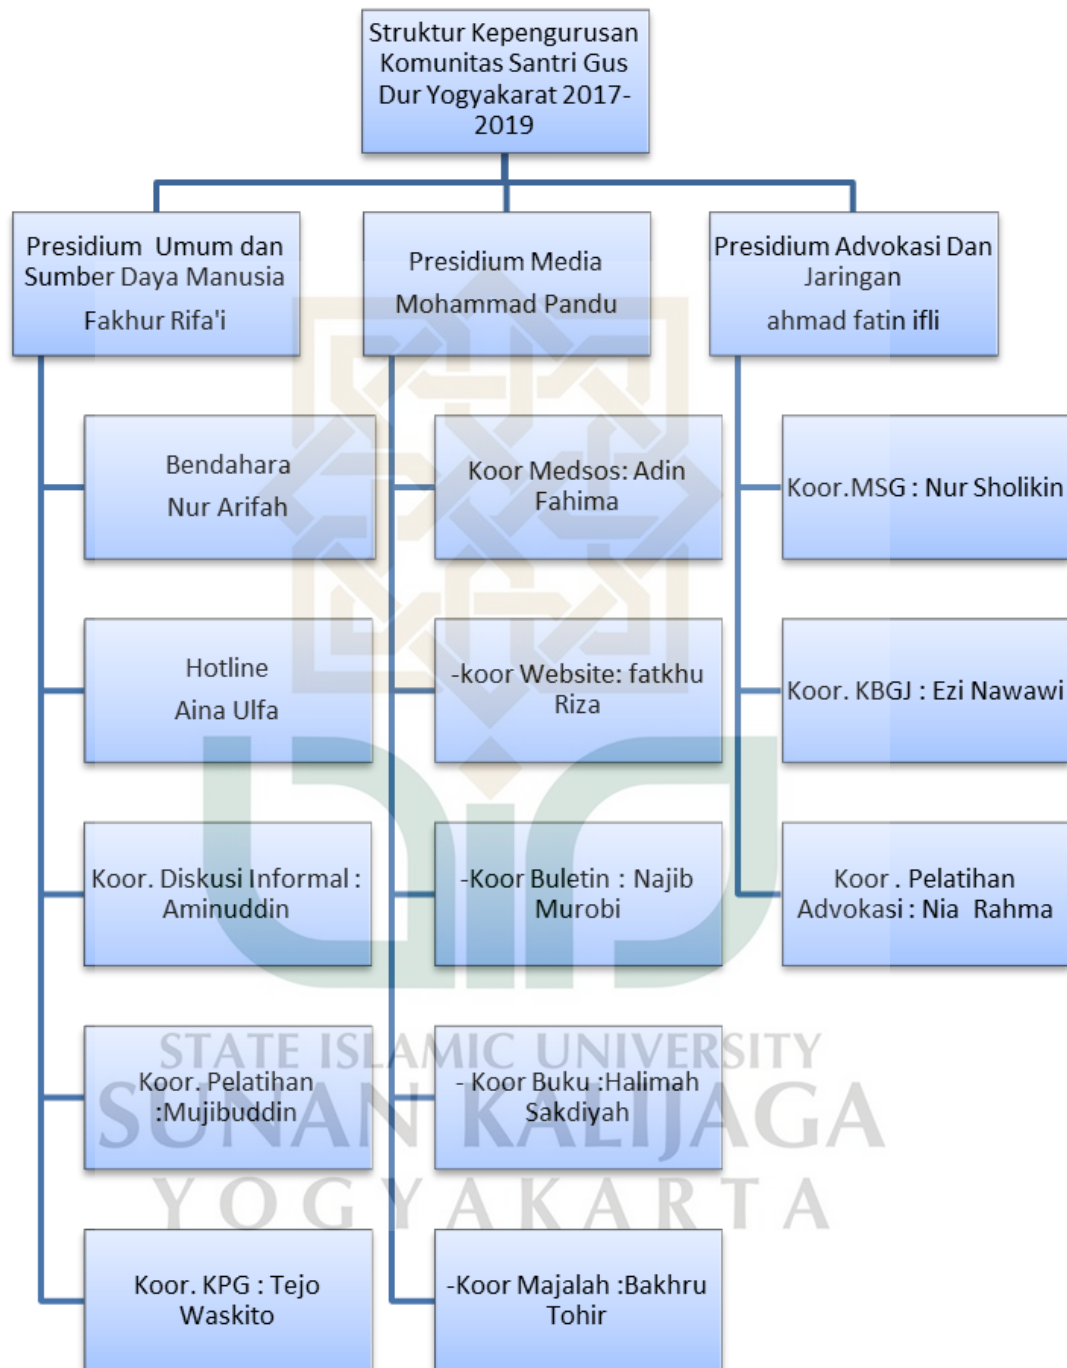 Struktur Kepengurusan
Komunitas Santri Gus
Dur Yogyakarat 2017-
2019
Presidium Umum dan
Sumber Daya Manusia
Fakhur Rifa'i
Presidium Media
Mohammad Pandu
Presidium Advokasi Dan
Jaringan
ahmad fatin ifli
Bendahara
Nur Arifah
Hotline
Aina Ulfa
Koor. Diskusi Informal :
Aminuddin
Koor. Pelatihan
:Mujibuddin
Koor. KPG : Tejo
Waskito
Koor Medsos: Adin
Fahima
-koor Website: fatkhu
Riza
-Koor Buletin : Najib
Murobi
- Koor Buku :Halimah
Sakdiyah
-Koor Majalah :Bakhru
Tohir
Koor.MSG : Nur Sholikin
Koor. KBGJ : Ezi Nawawi
Koor . Pelatihan
Advokasi : Nia Rahma
STATE ISLAMIC UNIVERSITY
SUNAN KALIJAGA
YOGYAKARTA